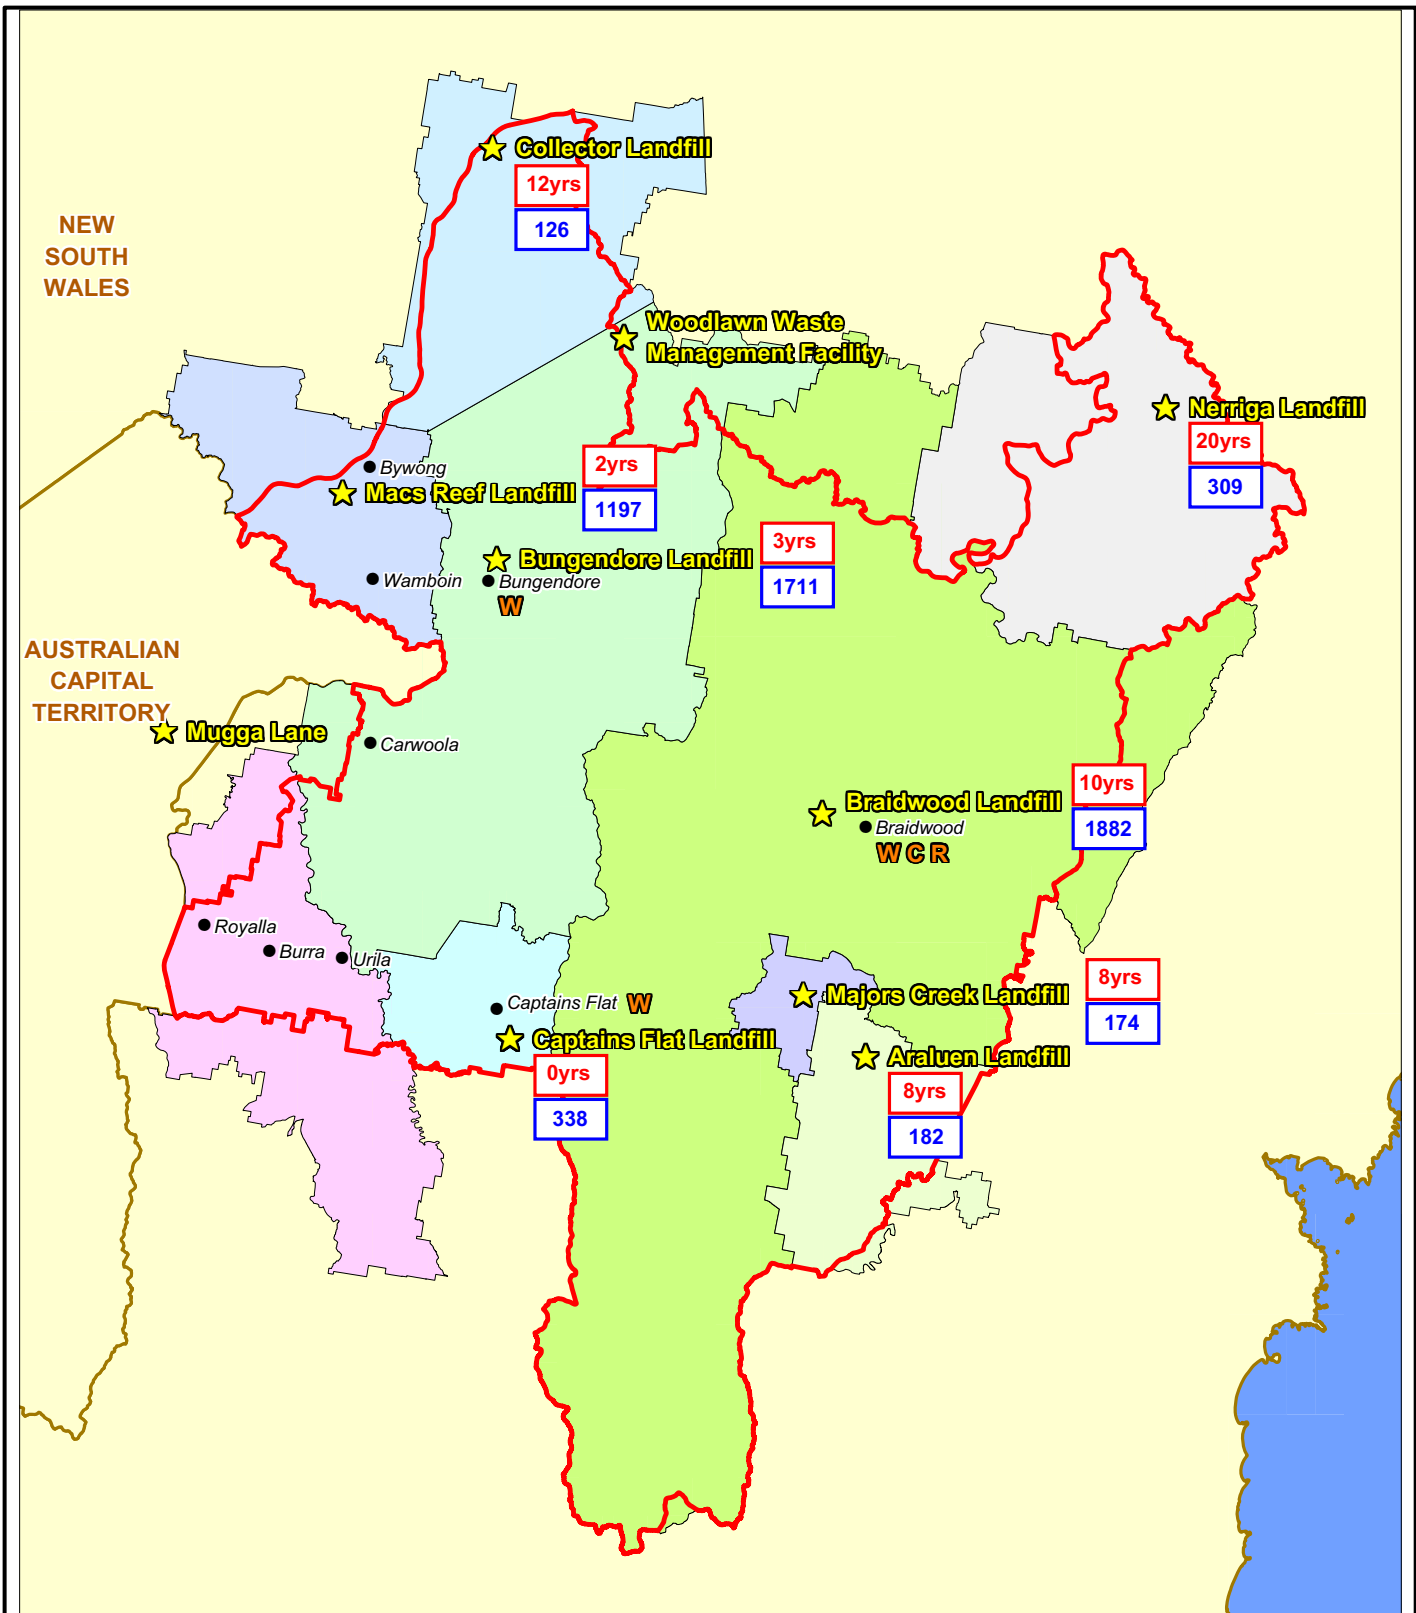 Collector Landfill
12yrs
126
NEW
SOUTH
WALES
Woodlawn Waste
Management Facility
Nerriga Landfill
20yrs
309
Bywong
Macs Reef Landfill
2yrs
1197
Bungendore Landfill
3yrs
1711
Wamboin
Bungendore
W
AUSTRALIAN
CAPITAL
TERRITORY
Mugga Lane
Carwoola
Braidwood Landfill
10yrs
1882
Braidwood
W C R
Royalla
Burra
Urila
Captains Flat W
Captains Flat Landfill
0yrs
338
Majors Creek Landfill
8yrs
174
Araluen Landfill
8yrs
182